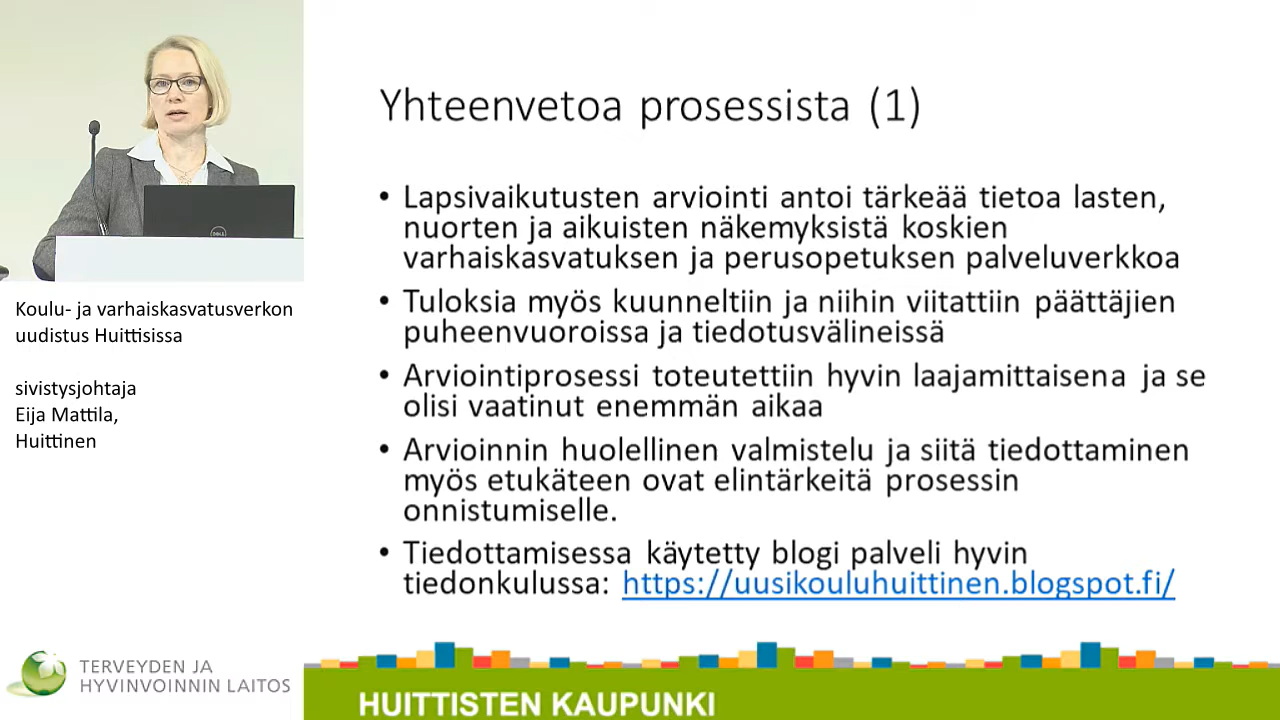 Koulu- ja varhaiskasvatusverkon
uudistus Huittisissa
sivistysjohtaja
Eija Mattila,
Huittinen
TERVEYDEN JA
HYVINVOINNIN LAITOS
Yhteenvetoa prosessista (1)
• Lapsivaikutusten arviointi antoi tärkeää tietoa lasten,
nuorten ja aikuisten näkemyksistä koskien
varhaiskasvatuksen ja perusopetuksen palveluverkkoa
• Tuloksia myös kuunneltiin ja niihin viitattiin päättäjien
puheenvuoroissa ja tiedotusvälineissä
• Arviointiprosessi toteutettiin hyvin laajamittaisena ja se
olisi vaatinut enemmän aikaa
• Arvioinnin huolellinen valmistelu ja siitä tiedottaminen
myös etukäteen ovat elintärkeitä prosessin
onnistumiselle.
• Tiedottamisessa käytetty blogi palveli hyvin
tiedonkulussa: https://uusikouluhuittinen.blogspot.fi/
HUITTISTEN KAUPUNKI
DELL